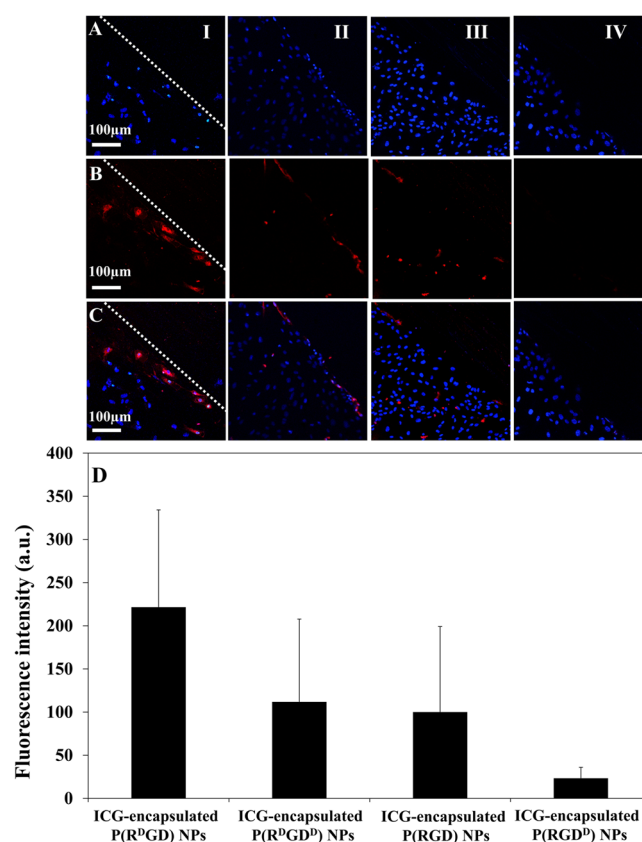 A I II III IV
100μm
B
100μm
C
100μm
D
Fluorescence intensity (a.u.)
400
350
300
250
200
150
100
50
0
ICG-encapsulated
P(RᴰGD) NPs
ICG-encapsulated
P(RᴰGDᴰ) NPs
ICG-encapsulated
P(RGD) NPs
ICG-encapsulated
P(RGDᴰ) NPs